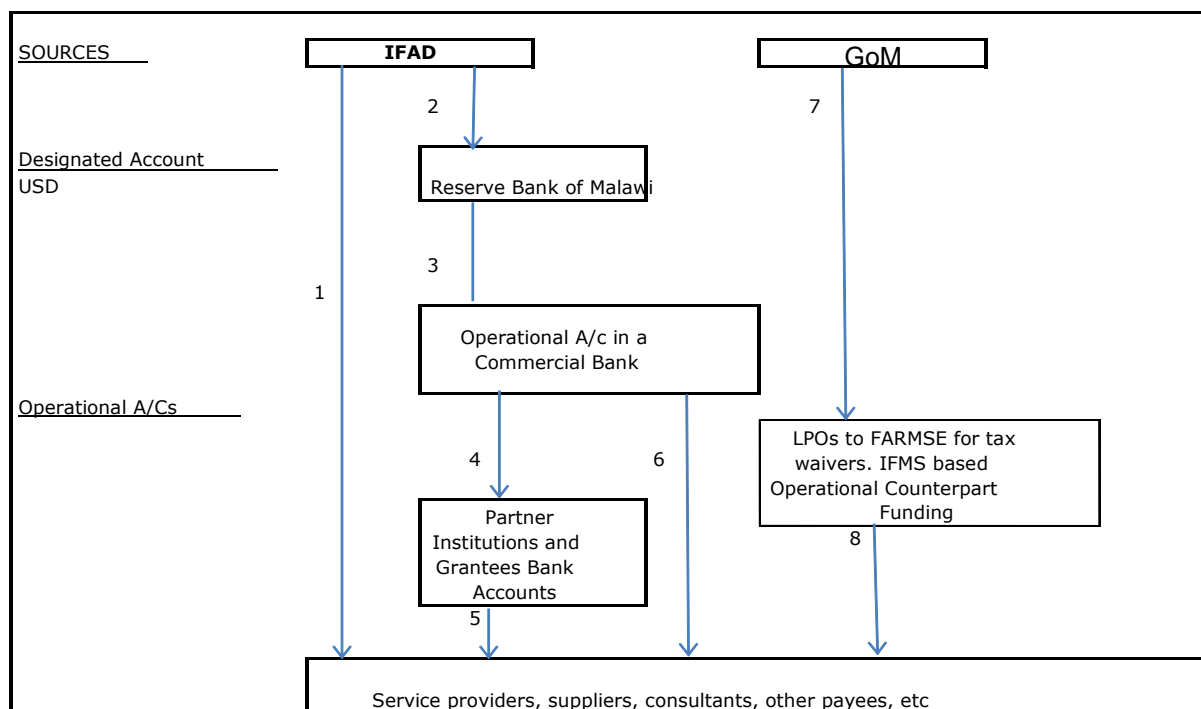 SOURCES
IFAD
GoM
2
7
Designated Account
USD
Reserve Bank of Malawi
3
1
Operational A/c in a
Commercial Bank
Operational A/Cs
LPOs to FARMSE for tax
waivers. IFMS based
Operational Counterpart
Funding
4
6
Partner
Institutions and
Grantees Bank
Accounts
8
5
Service providers, suppliers, consultants, other payees, etc